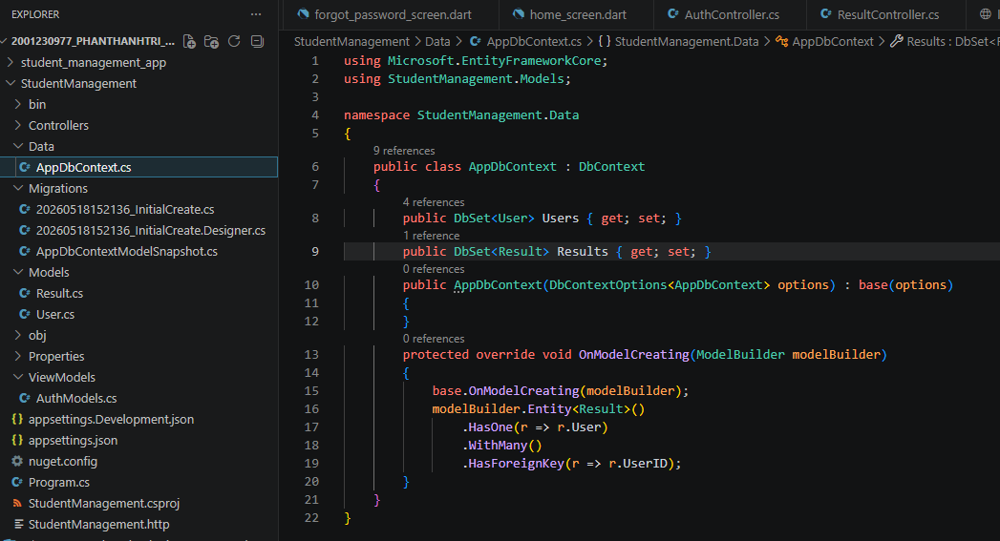 EXPLORER
2001230977_PHANTHANHTRI_...
student_management_app
StudentManagement
bin
Controllers
Data
AppDbContext.cs
Migrations
20260518152136_InitialCreate.cs
20260518152136_InitialCreate.Designer.cs
AppDbContextModelSnapshot.cs
Models
Result.cs
User.cs
obj
Properties
ViewModels
AuthModels.cs
appsettings.Development.json
appsettings.json
nuget.config
Program.cs
StudentManagement.csproj
StudentManagement.http
forgot_password_screen.dart
home_screen.dart
AuthController.cs
ResultController.cs
StudentManagement > Data > AppDbContext.cs > {} StudentManagement.Data > AppDbContext > Results : DbSet<
1 using Microsoft.EntityFrameworkCore;
2 using StudentManagement.Models;
3
4 namespace StudentManagement.Data
5 {
9 references
6 public class AppDbContext : DbContext
7 {
4 references
8 public DbSet<User> Users { get; set; }
1 reference
9 public DbSet<Result> Results { get; set; }
0 references
10 public AppDbContext(DbContextOptions<AppDbContext> options) : base(options)
11 {
12 }
0 references
13 protected override void OnModelCreating(ModelBuilder modelBuilder)
14 {
15 base.OnModelCreating(modelBuilder);
16 modelBuilder.Entity<Result>()
17 .HasOne(r => r.User)
18 .WithMany()
19 .HasForeignKey(r => r.UserID);
20 }
21 }
22 }